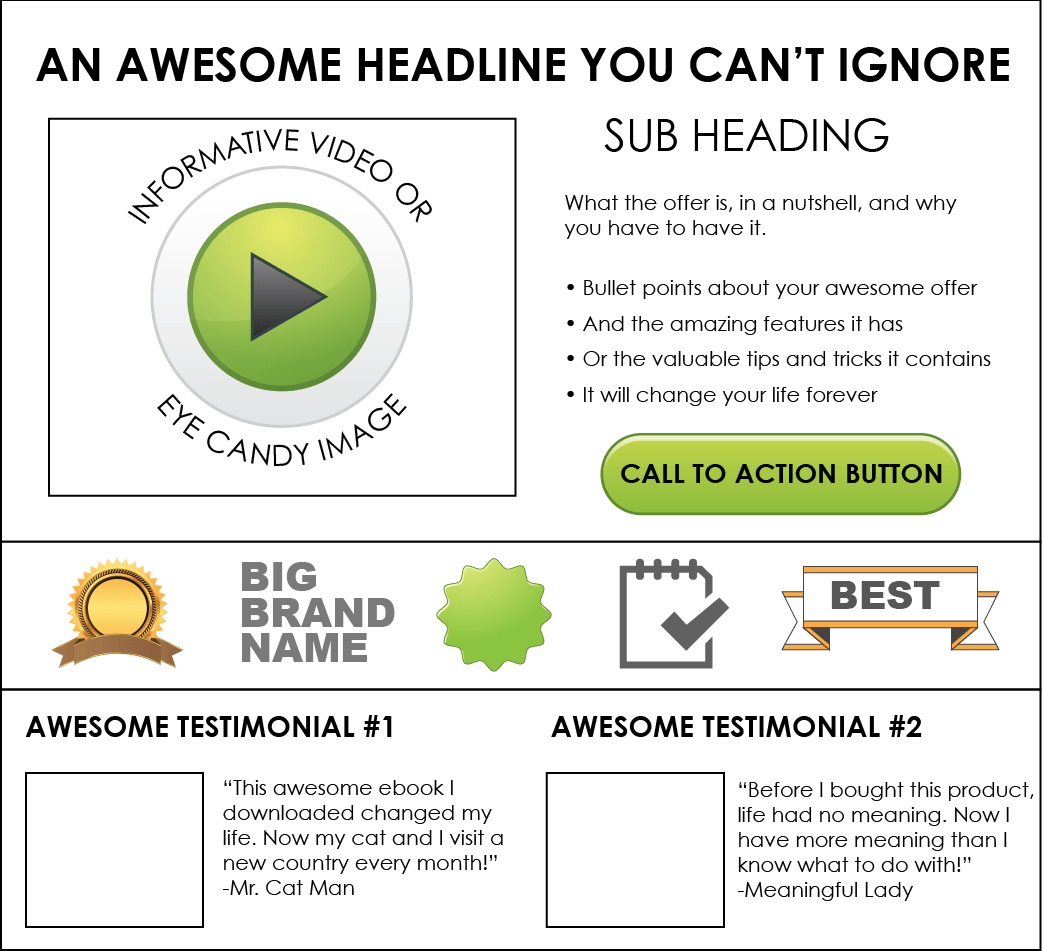 AN AWESOME HEADLINE YOU CAN’T IGNORE
INFORMATIVE VIDEO OR
EYE CANDY IMAGE
SUB HEADING
What the offer is, in a nutshell, and why
you have to have it.
• Bullet points about your awesome offer
• And the amazing features it has
• Or the valuable tips and tricks it contains
• It will change your life forever
CALL TO ACTION BUTTON
BIG
BRAND
NAME
BEST
AWESOME TESTIMONIAL #1
“This awesome ebook I
downloaded changed my
life. Now my cat and I visit a
new country every month!”
-Mr. Cat Man
AWESOME TESTIMONIAL #2
“Before I bought this product,
life had no meaning. Now I
have more meaning than I
know what to do with!”
-Meaningful Lady